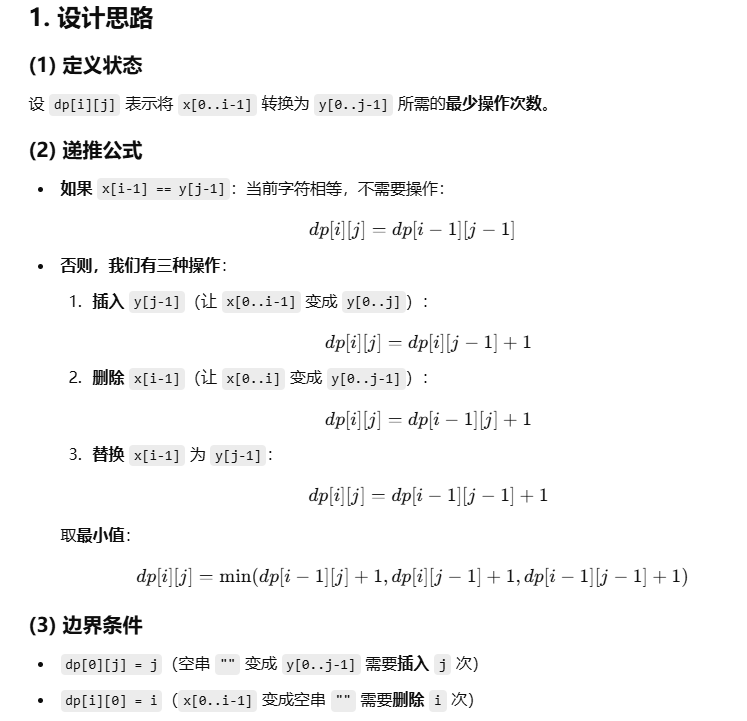 1. 设计思路
(1) 定义状态
设 dp[i][j] 表示将 x[0..i-1] 转换为 y[0..j-1] 所需的最少操作次数。
(2) 递推公式
• 如果 x[i-1] == y[j-1]：当前字符相等，不需要操作：
dp[i][j] = dp[i − 1][j − 1]
• 否则，我们有三种操作：
1. 插入 y[j-1]（让 x[0..i-1] 变成 y[0..j]）：
dp[i][j] = dp[i][j − 1] + 1
2. 删除 x[i-1]（让 x[0..i] 变成 y[0..j-1]）：
dp[i][j] = dp[i − 1][j] + 1
3. 替换 x[i-1] 为 y[j-1]：
dp[i][j] = dp[i − 1][j − 1] + 1
取最小值：
dp[i][j] = min(dp[i − 1][j] + 1, dp[i][j − 1] + 1, dp[i − 1][j − 1] + 1)
(3) 边界条件
• dp[0][j] = j（空串 "" 变成 y[0..j-1] 需要插入 j 次）
• dp[i][0] = i（ x[0..i-1] 变成空串 "" 需要删除 i 次）